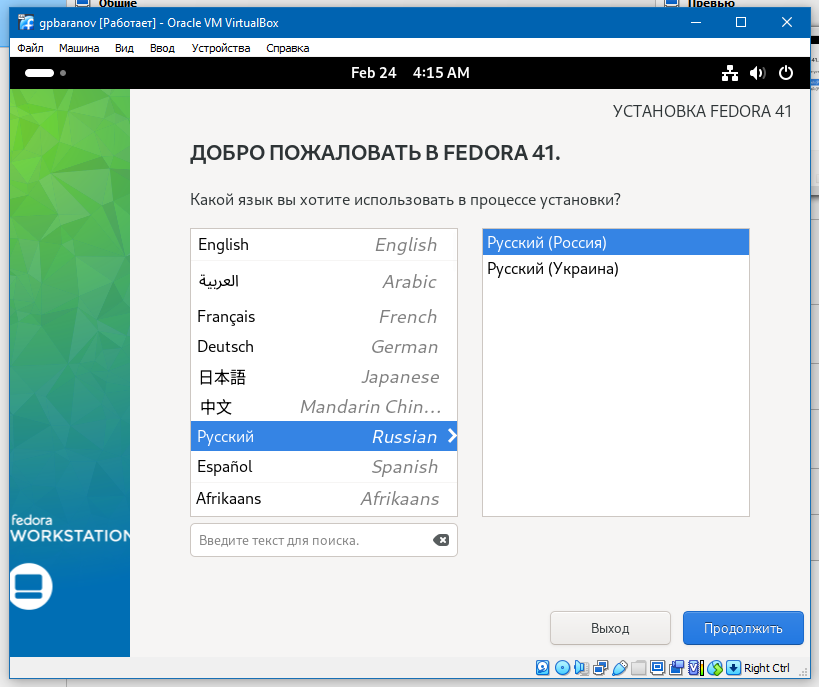 Общие
Превью
gpbaranov [Работает] - Oracle VM VirtualBox
Файл Машина Вид Ввод Устройства Справка
Feb 24 4:15 AM
УСТАНОВКА FEDORA 41
ДОБРО ПОЖАЛОВАТЬ В FEDORA 41.
Какой язык вы хотите использовать в процессе установки?
English English
العربية Arabic
Français French
Deutsch German
日本語 Japanese
中文 Mandarin Chin…
Русский Russian
Español Spanish
Afrikaans Afrikaans
Русский (Россия)
Русский (Украина)
Введите текст для поиска.
fedora
WORKSTATION
Выход
Продолжить
Right Ctrl